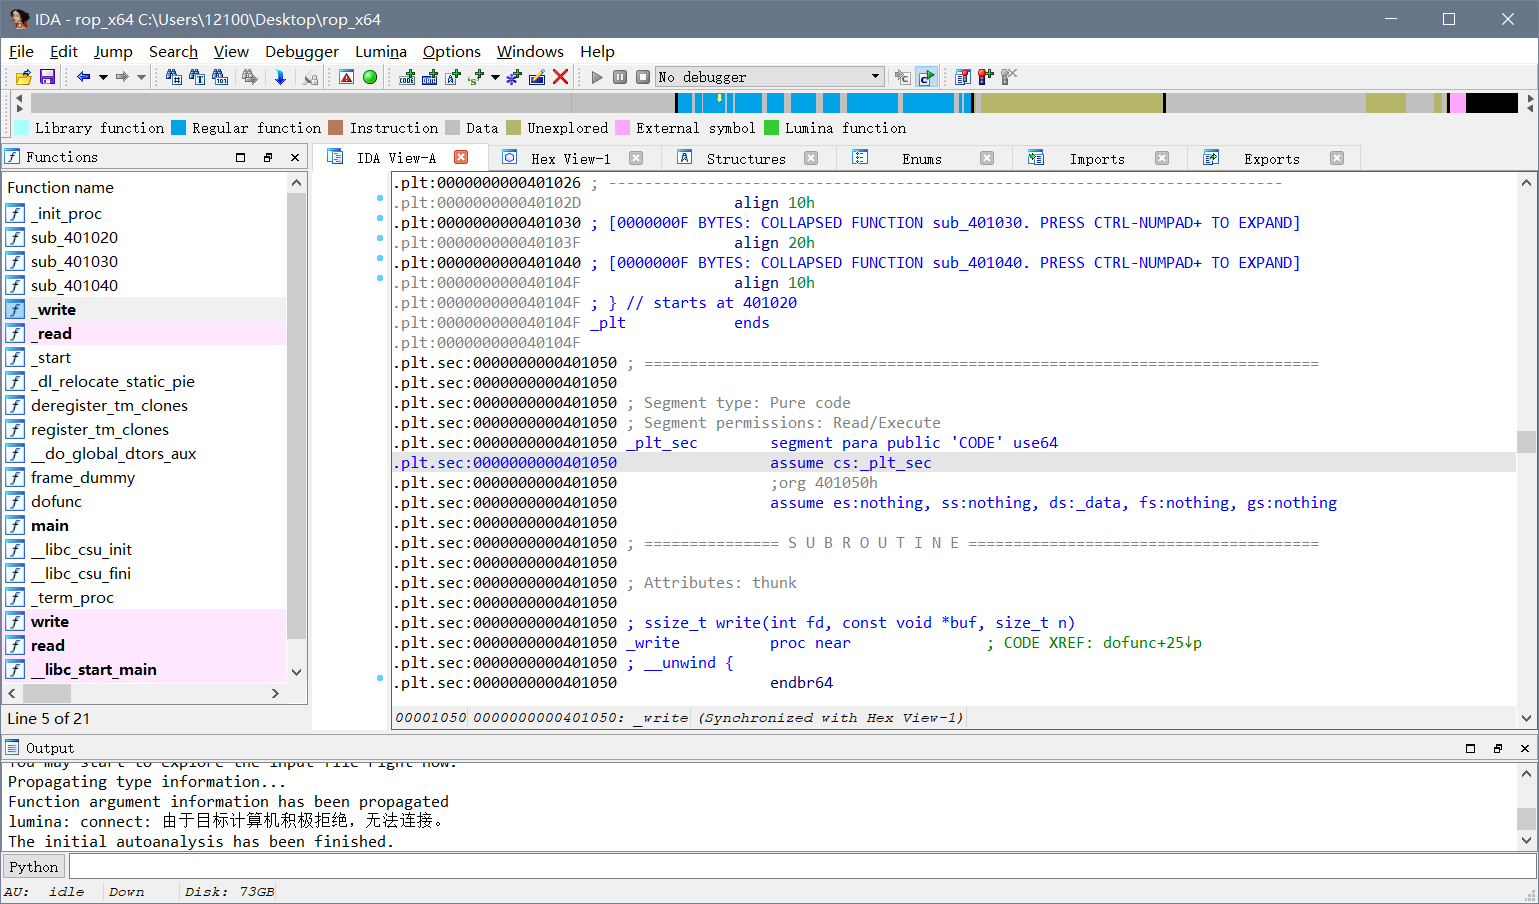 IDA - rop_x64 C:\Users\12100\Desktop\rop_x64
File Edit Jump Search View Debugger Lumina Options Windows Help
No debugger
Library function Regular function Instruction Data Unexplored External symbol Lumina function
Functions
IDA View-A Hex View-1 Structures Enums Imports Exports
Function name
_init_proc
sub_401020
sub_401030
sub_401040
_write
_read
_start
_dl_relocate_static_pie
deregister_tm_clones
register_tm_clones
__do_global_dtors_aux
frame_dummy
dofunc
main
__libc_csu_init
__libc_csu_fini
_term_proc
write
read
__libc_start_main
Line 5 of 21
.plt:0000000000401026 ; ---------------------------------------------------------------------------
.plt:000000000040102D align 10h
.plt:0000000000401030 ; [0000000F BYTES: COLLAPSED FUNCTION sub_401030. PRESS CTRL-NUMPAD+ TO EXPAND]
.plt:000000000040103F align 20h
.plt:0000000000401040 ; [0000000F BYTES: COLLAPSED FUNCTION sub_401040. PRESS CTRL-NUMPAD+ TO EXPAND]
.plt:000000000040104F align 10h
.plt:000000000040104F ; } // starts at 401020
.plt:000000000040104F _plt ends
.plt:000000000040104F
.plt.sec:0000000000401050 ; ===========================================================================
.plt.sec:0000000000401050
.plt.sec:0000000000401050 ; Segment type: Pure code
.plt.sec:0000000000401050 ; Segment permissions: Read/Execute
.plt.sec:0000000000401050 _plt_sec segment para public 'CODE' use64
.plt.sec:0000000000401050 assume cs:_plt_sec
.plt.sec:0000000000401050 ;org 401050h
.plt.sec:0000000000401050 assume es:nothing, ss:nothing, ds:_data, fs:nothing, gs:nothing
.plt.sec:0000000000401050
.plt.sec:0000000000401050 ; =============== S U B R O U T I N E =======================================
.plt.sec:0000000000401050
.plt.sec:0000000000401050 ; Attributes: thunk
.plt.sec:0000000000401050
.plt.sec:0000000000401050 ; ssize_t write(int fd, const void *buf, size_t n)
.plt.sec:0000000000401050 _write proc near ; CODE XREF: dofunc+25↓p
.plt.sec:0000000000401050 ; __unwind {
.plt.sec:0000000000401050 endbr64
00001050 0000000000401050: _write (Synchronized with Hex View-1)
Output
You may start to explore the input file right now.
Propagating type information...
Function argument information has been propagated
lumina: connect: 由于目标计算机积极拒绝，无法连接。
The initial autoanalysis has been finished.
Python
AU: idle Down Disk: 73GB